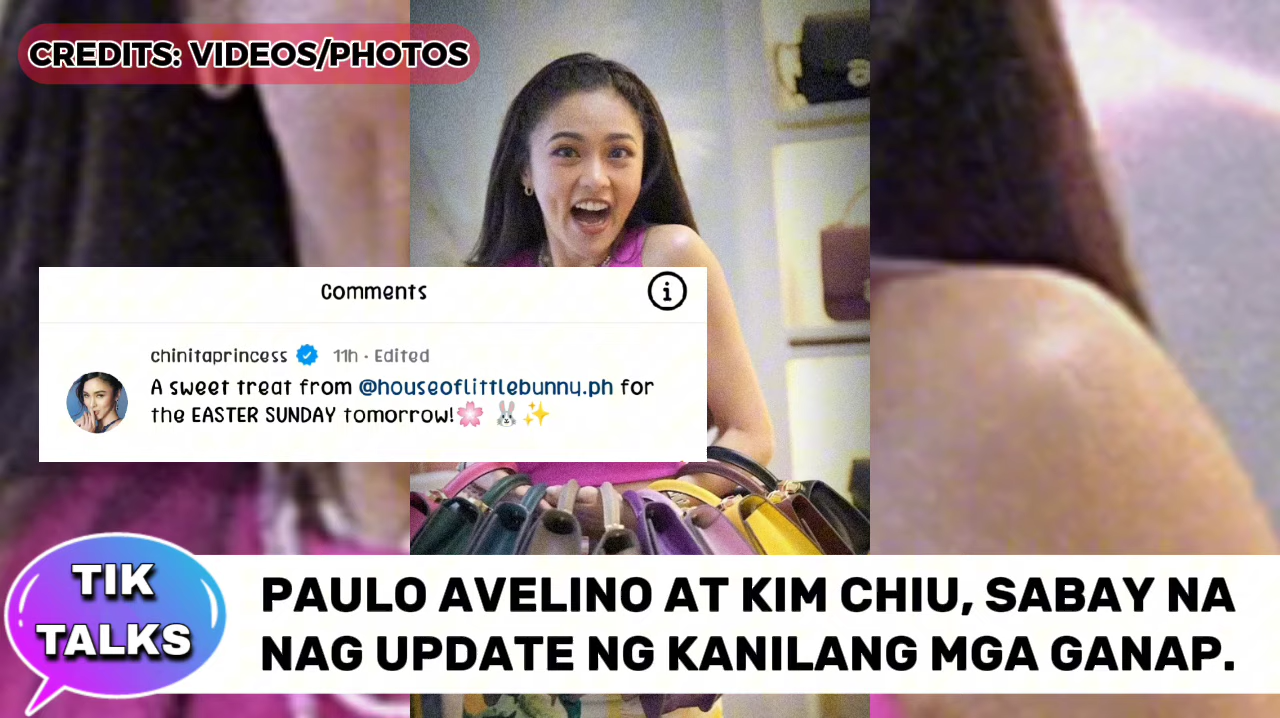 CREDITS: VIDEOS/PHOTOS
Comments
chinitaprincess 11h · Edited
A sweet treat from @houseoflittlebunny.ph for
the EASTER SUNDAY tomorrow!🌸 🐰✨
TIK
TALKS
PAULO AVELINO AT KIM CHIU, SABAY NA
NAG UPDATE NG KANILANG MGA GANAP.